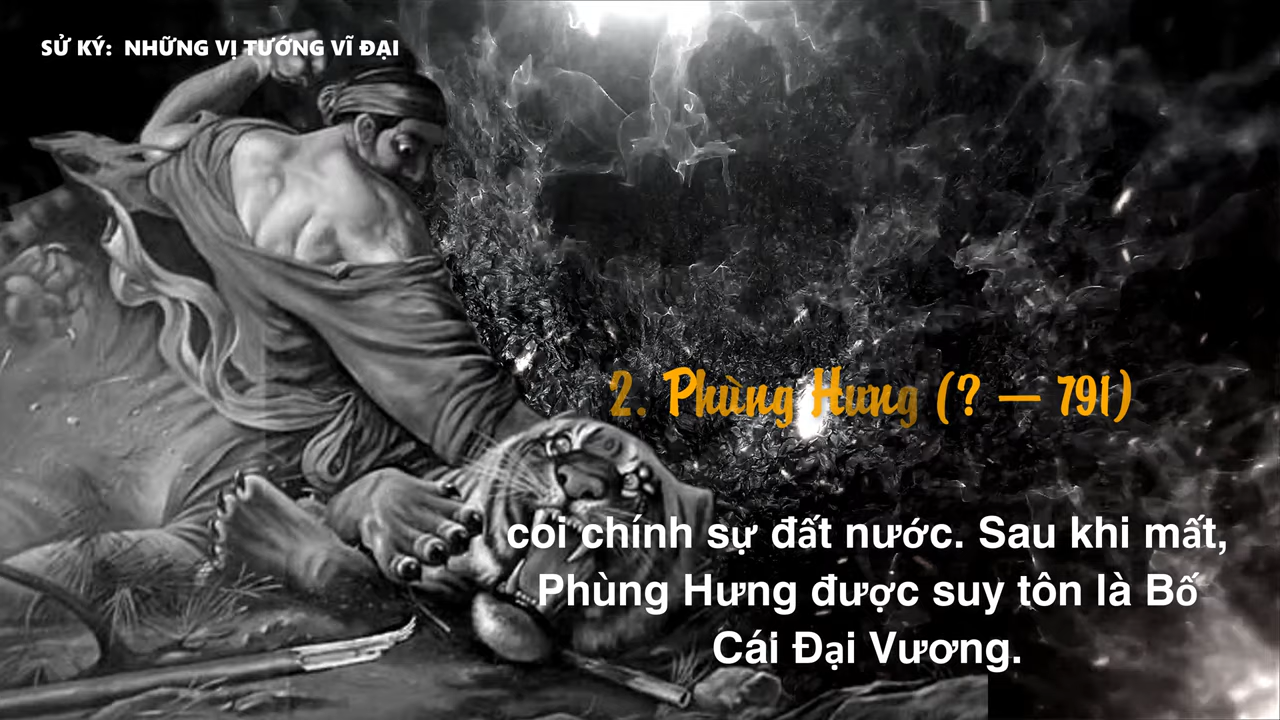 SỬ KÝ: NHỮNG VỊ TƯỚNG VĨ ĐẠI
2. Phùng Hưng (? – 791)
coi chính sự đất nước. Sau khi mất,
Phùng Hưng được suy tôn là Bố
Cái Đại Vương.